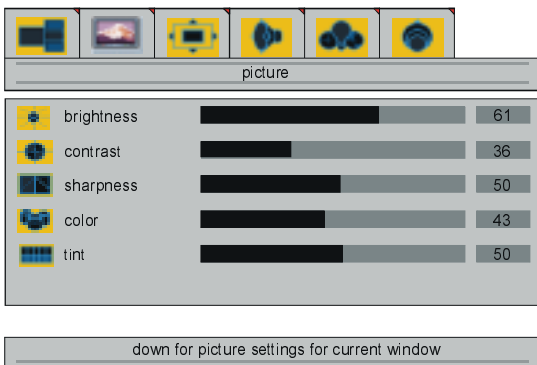 picture
brightness 61
contrast 36
sharpness 50
color 43
tint 50
down for picture settings for current window